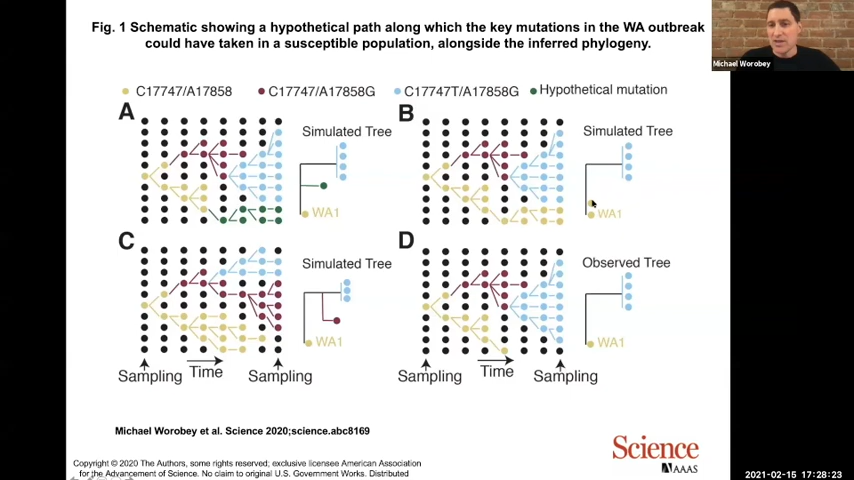 Fig. 1 Schematic showing a hypothetical path along which the key mutations in the WA outbreak
could have taken in a susceptible population, alongside the inferred phylogeny.
Michael Worobey
C17747/A17858
C17747/A17858G
C17747T/A17858G
Hypothetical mutation
A
Simulated Tree
WA1
B
Simulated Tree
WA1
C
Simulated Tree
WA1
D
Observed Tree
WA1
Sampling
Time
Sampling
Sampling
Time
Sampling
Michael Worobey et al. Science 2020;science.abc8169
Science
AAAS
Copyright © 2020 The Authors, some rights reserved; exclusive licensee American Association
for the Advancement of Science. No claim to original U.S. Government Works. Distributed
2021-02-15 17:28:23